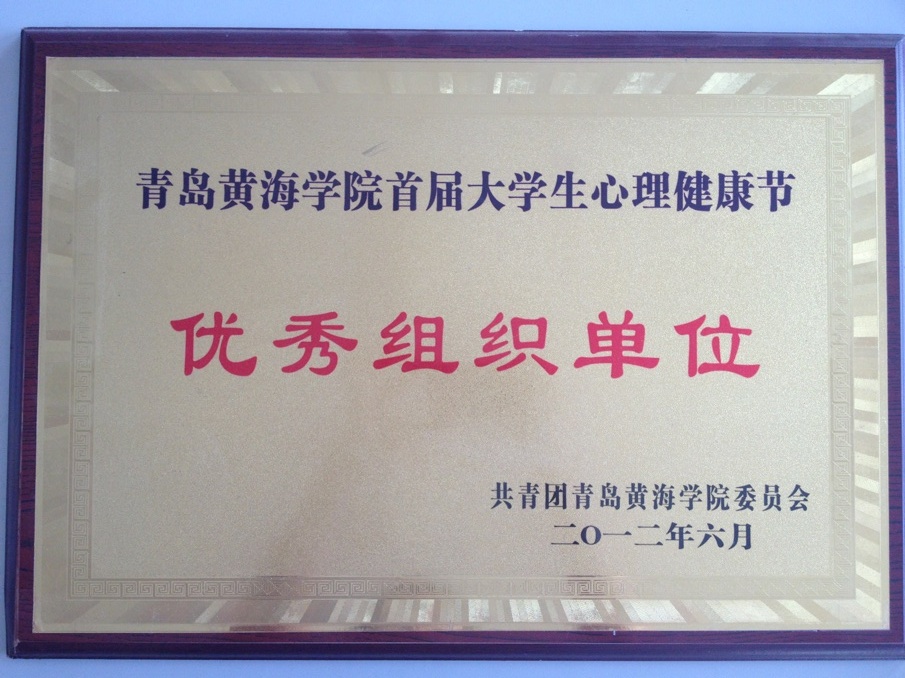 青岛黄海学院首届大学生心理健康节
优秀组织单位
共青团青岛黄海学院委员会
二O一二年六月